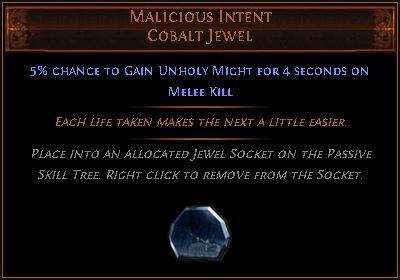 Malicious Intent
Cobalt Jewel
5% chance to Gain Unholy Might for 4 seconds on
Melee Kill
Each life taken makes the next a little easier.
Place into an allocated Jewel Socket on the Passive
Skill Tree. Right click to remove from the Socket.